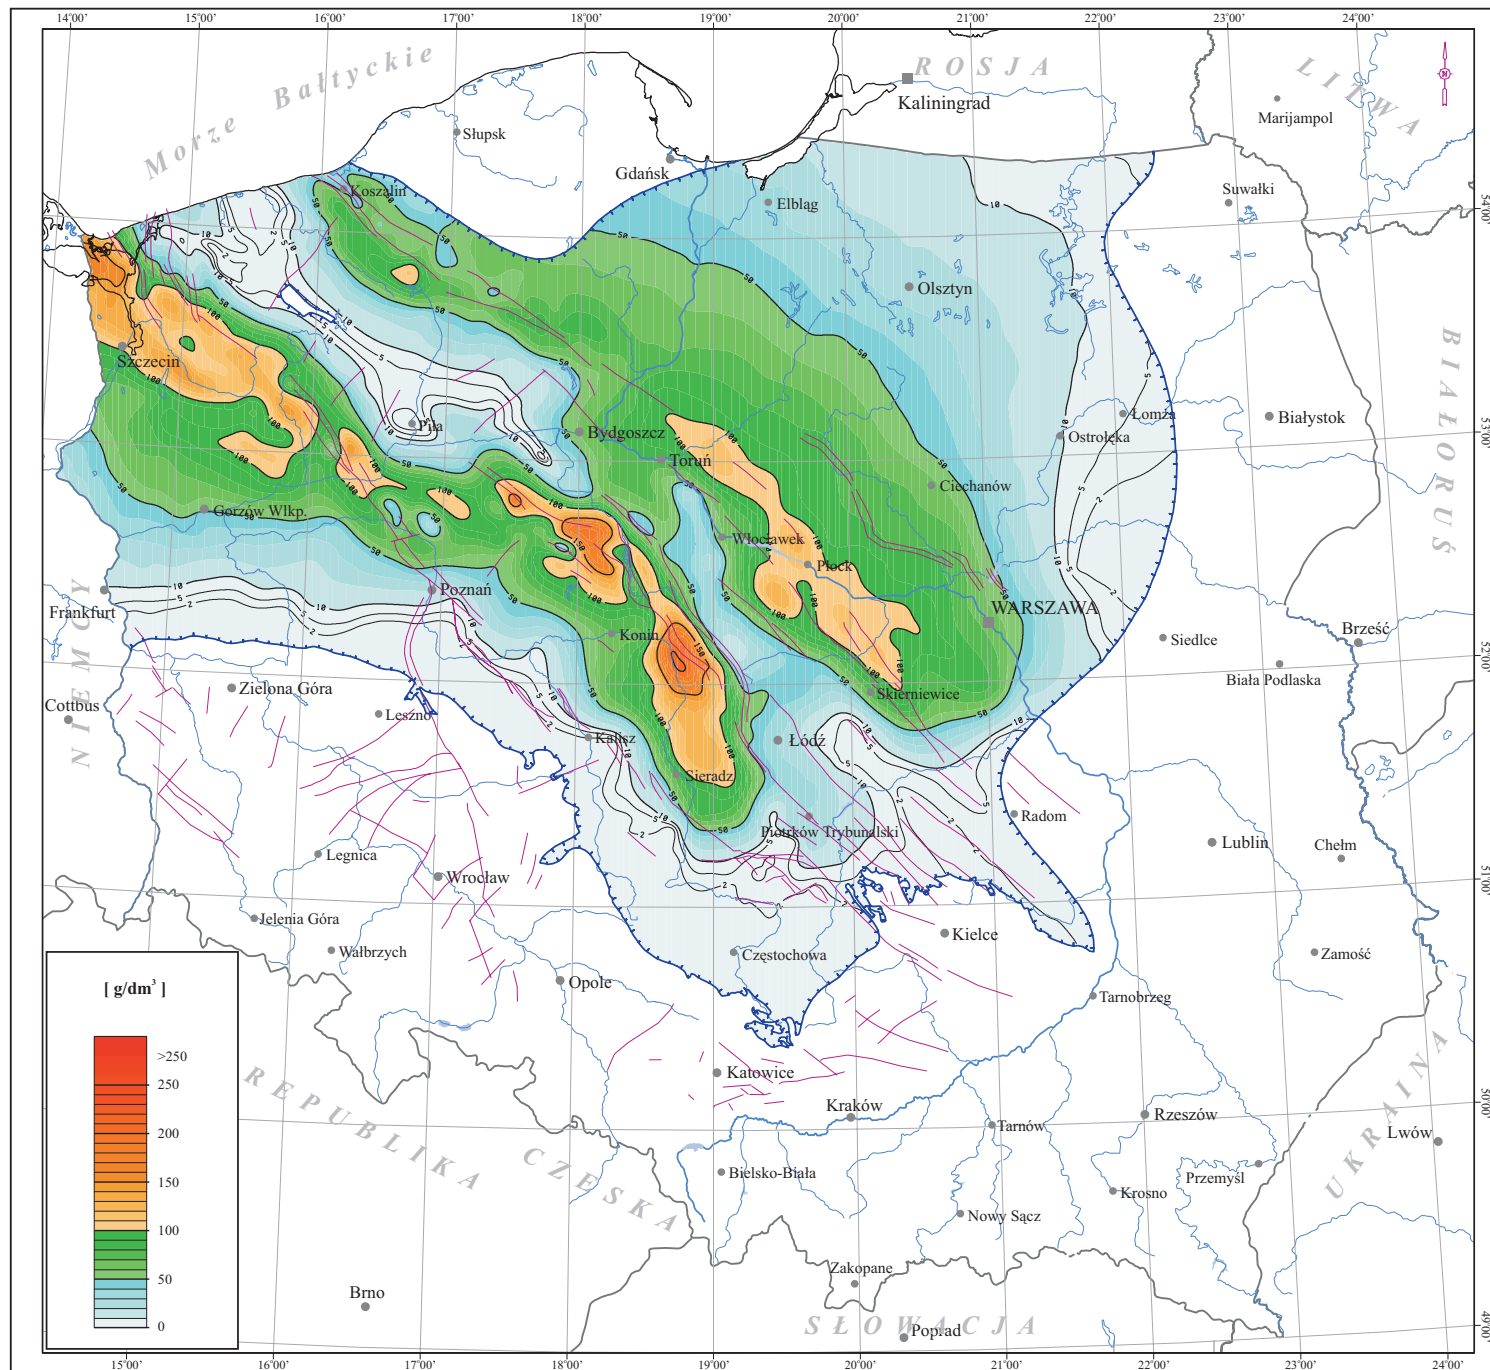 14°00' 15°00' 16°00' 17°00' 18°00' 19°00' 20°00' 21°00' 22°00' 23°00' 24°00'
Morze Bałtyckie
ROSJA
LITWA
N
Kaliningrad
Marijampol
Słupsk
Gdańsk
Suwałki
Koszalin
Elbląg
54°00'
Olsztyn
Szczecin
BIAŁORUŚ
Piła
Bydgoszcz
Łomża
Białystok
Ostrołęka
53°00'
Toruń
Ciechanów
Gorzów Wlkp.
Włocławek
Płock
NIEMCY
Frankfurt
Poznań
WARSZAWA
Konin
Siedlce
Brześć
52°00'
Biała Podlaska
Zielona Góra
Skierniewice
Cottbus
Leszno
Kalisz
Łódź
Sieradz
Radom
Piotrków Trybunalski
Legnica
Lublin
Chełm
Wrocław
51°00'
Jelenia Góra
Kielce
Wałbrzych
Częstochowa
Zamość
Opole
Tarnobrzeg
[ g/dm³ ]
>250
250
200
150
100
50
0
REPUBLIKA CZESKA
UKRAINA
Katowice
Kraków
Rzeszów
Tarnów
50°00'
Lwów
Bielsko-Biała
Przemyśl
Krosno
Nowy Sącz
Zakopane
Brno
SŁOWACJA
Poprad
49°00'
15°00' 16°00' 17°00' 18°00' 19°00' 20°00' 21°00' 22°00' 23°00' 24°00'